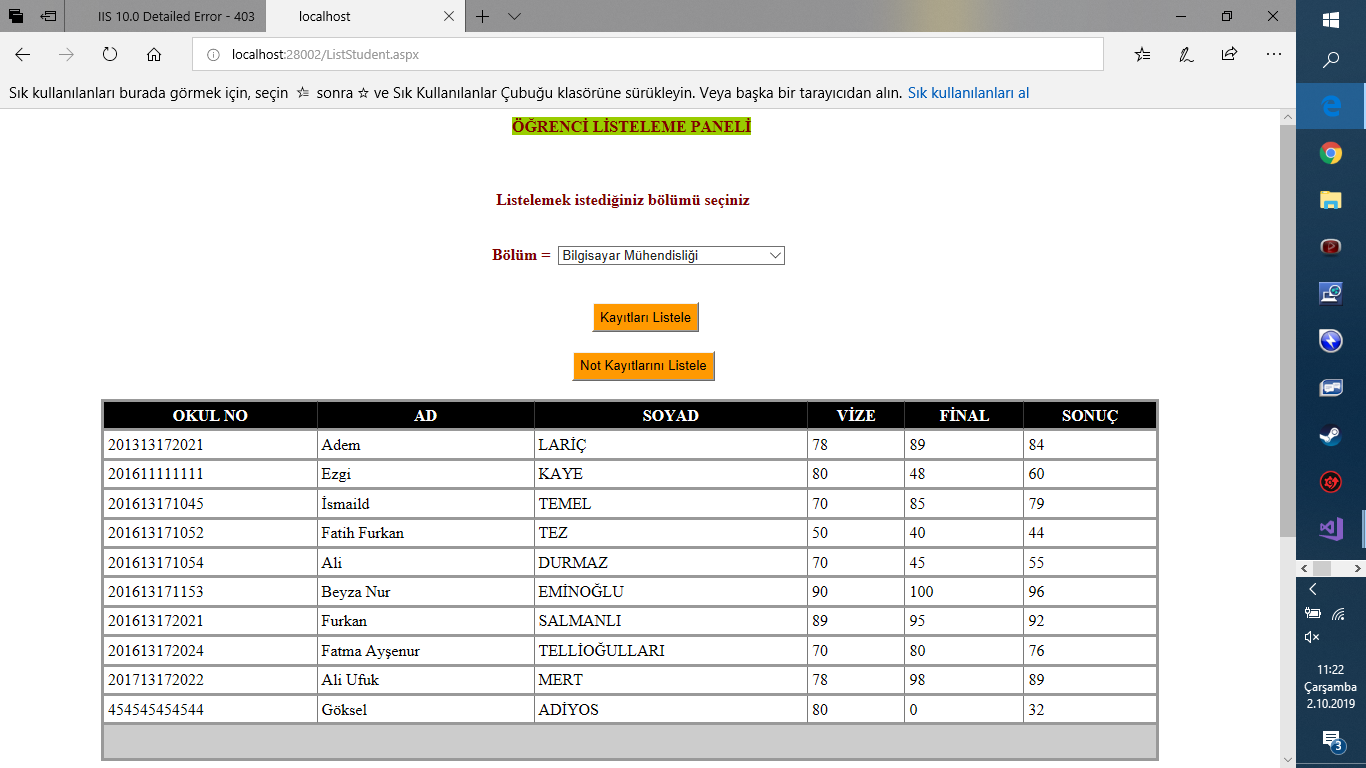 IIS 10.0 Detailed Error - 403
localhost
localhost:28002/ListStudent.aspx
Sık kullanılanları burada görmek için, seçin sonra ve Sık Kullanılanlar Çubuğu klasörüne sürükleyin. Veya başka bir tarayıcıdan alın. Sık kullanılanları al
ÖĞRENCİ LİSTELEME PANELİ
Listelemek istediğiniz bölümü seçiniz
Bölüm = Bilgisayar Mühendisliği
Kayıtları Listele
Not Kayıtlarını Listele
OKUL NO AD SOYAD VİZE FİNAL SONUÇ
201313172021 Adem LARİÇ 78 89 84
201611111111 Ezgi KAYE 80 48 60
201613171045 İsmaild TEMEL 70 85 79
201613171052 Fatih Furkan TEZ 50 40 44
201613171054 Ali DURMAZ 70 45 55
201613171153 Beyza Nur EMİNOĞLU 90 100 96
201613172021 Furkan SALMANLI 89 95 92
201613172024 Fatma Ayşenur TELLİOĞULLARI 70 80 76
201713172022 Ali Ufuk MERT 78 98 89
454545454544 Göksel ADİYOS 80 0 32
11:22
Çarşamba
2.10.2019
3